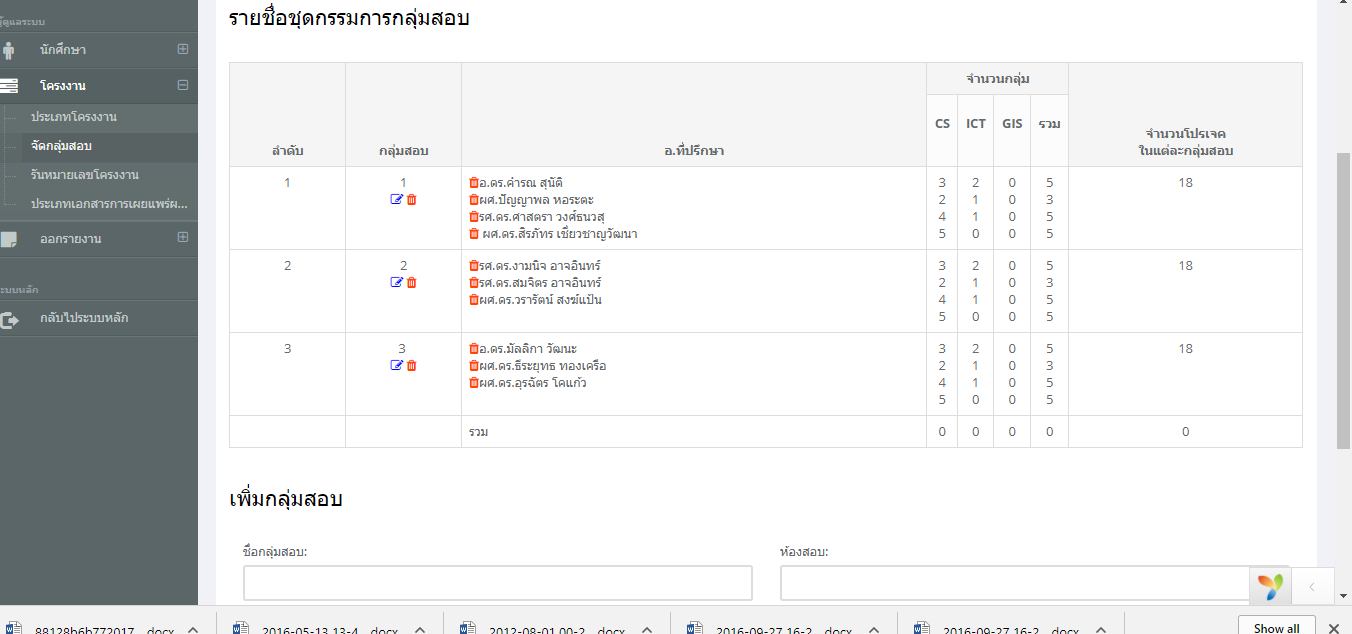 รายชื่อชุดกรรมการกลุ่มสอบ
ผู้ดูแลระบบ
นักศึกษา
โครงงาน
ประเภทโครงงาน
จัดกลุ่มสอบ
รับหมายเลขโครงงาน
ประเภทเอกสารการเผยแพร่ผ...
ออกรายงาน
ระบบหลัก
กลับไประบบหลัก
ลำดับ กลุ่มสอบ อ.ที่ปรึกษา จำนวนกลุ่ม จำนวนโปรเจค
ในแต่ละกลุ่มสอบ
CS ICT GIS รวม
1 1 อ.ดร.คำรณ สุนัติ 3 2 0 5 18
ผศ.ปัญญาพล หอระตะ 2 1 0 3
รศ.ดร.ศาสตรา วงศ์ธนวสุ 4 1 0 5
ผศ.ดร.สิรภัทร เชี่ยวชาญวัฒนา 5 0 0 5
2 2 รศ.ดร.งามนิจ อาจอินทร์ 3 2 0 5 18
รศ.ดร.สมจิตร อาจอินทร์ 2 1 0 3
ผศ.ดร.วรารัตน์ สงฆ์แป้น 4 1 0 5
5 0 0 5
3 3 อ.ดร.มัลลิกา วัฒนะ 3 2 0 5 18
ผศ.ดร.ธีระยุทธ ทองเครือ 2 1 0 3
ผศ.ดร.อุรฉัตร โคแก้ว 4 1 0 5
5 0 0 5
รวม 0 0 0 0 0
เพิ่มกลุ่มสอบ
ชื่อกลุ่มสอบ: ห้องสอบ:
88128b6b772017....docx 2016-05-13 13-4....docx 2012-08-01 00-2....docx 2016-09-27 16-2....docx 2016-09-27 16-2....docx Show all